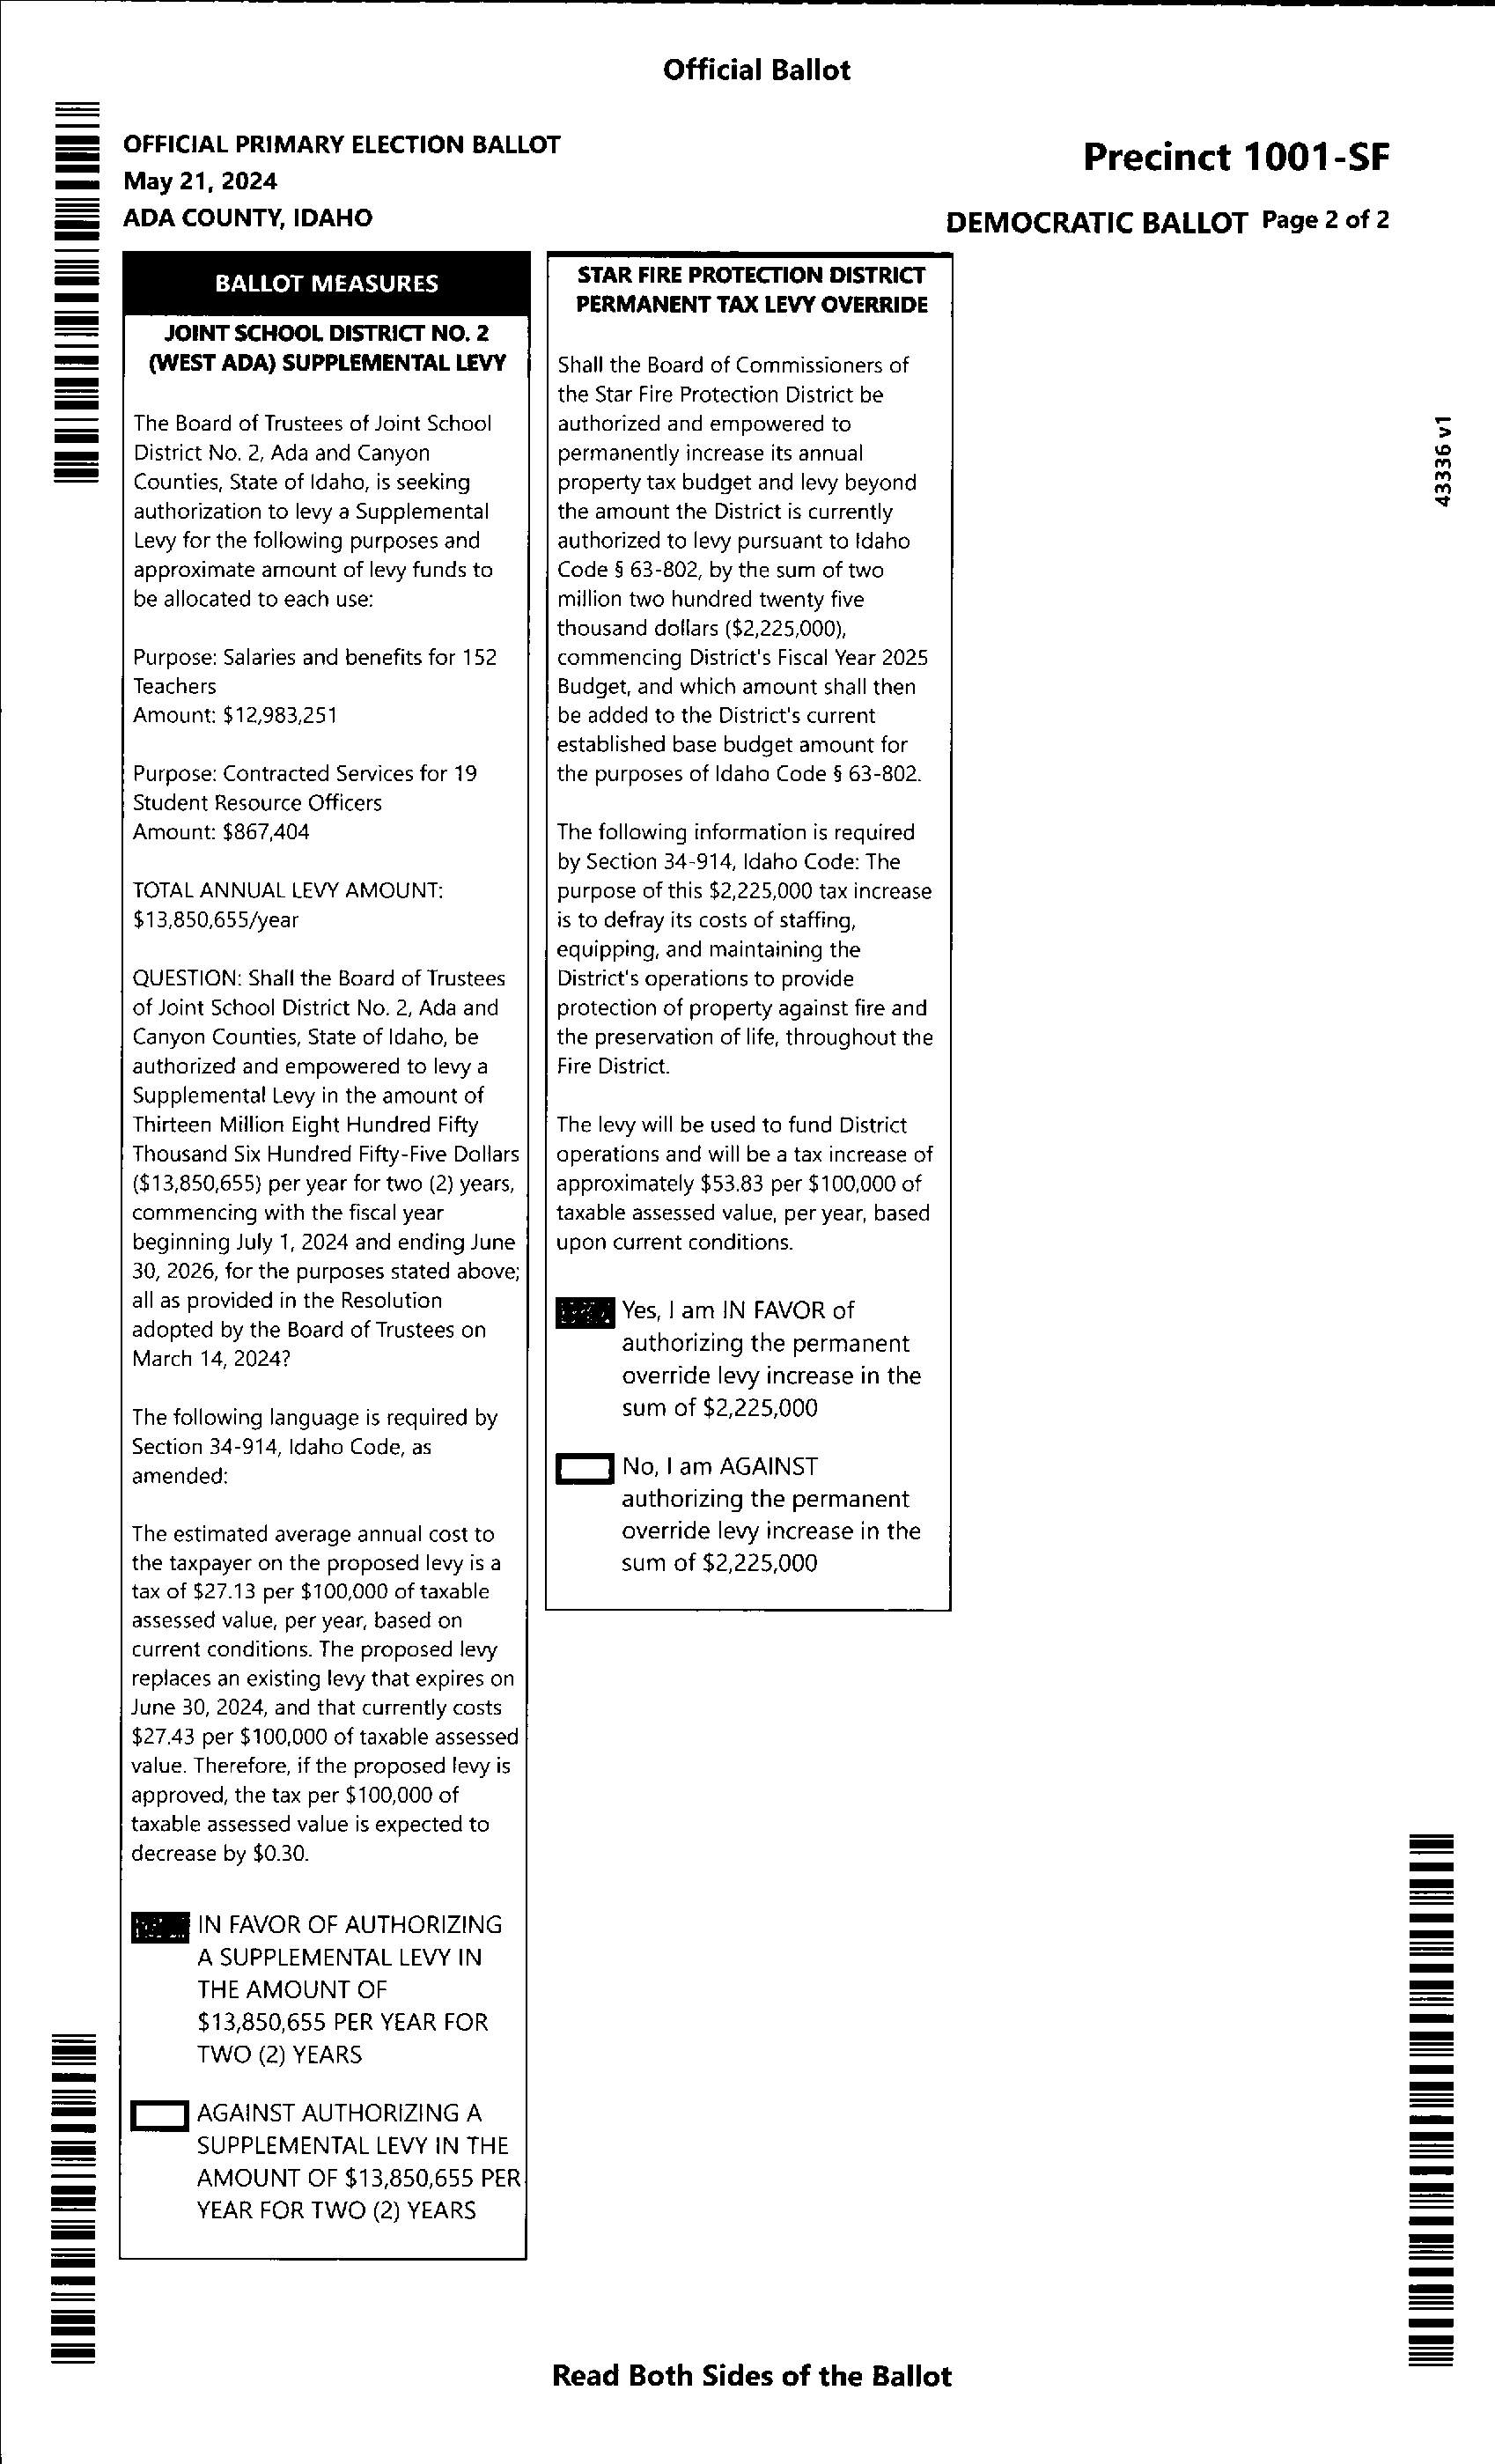 Official Ballot
OFFICIAL PRIMARY ELECTION BALLOT
May 21, 2024
ADA COUNTY, IDAHO
Precinct 1001-SF
DEMOCRATIC BALLOT Page 2 of 2
BALLOT MEASURES
JOINT SCHOOL DISTRICT NO. 2
(WEST ADA) SUPPLEMENTAL LEVY
The Board of Trustees of Joint School
District No. 2, Ada and Canyon
Counties, State of Idaho, is seeking
authorization to levy a Supplemental
Levy for the following purposes and
approximate amount of levy funds to
be allocated to each use:
Purpose: Salaries and benefits for 152
Teachers
Amount: $12,983,251
Purpose: Contracted Services for 19
Student Resource Officers
Amount: $867,404
TOTAL ANNUAL LEVY AMOUNT:
$13,850,655/year
QUESTION: Shall the Board of Trustees
of Joint School District No. 2, Ada and
Canyon Counties, State of Idaho, be
authorized and empowered to levy a
Supplemental Levy in the amount of
Thirteen Million Eight Hundred Fifty
Thousand Six Hundred Fifty-Five Dollars
($13,850,655) per year for two (2) years,
commencing with the fiscal year
beginning July 1, 2024 and ending June
30, 2026, for the purposes stated above;
all as provided in the Resolution
adopted by the Board of Trustees on
March 14, 2024?
The following language is required by
Section 34-914, Idaho Code, as
amended:
The estimated average annual cost to
the taxpayer on the proposed levy is a
tax of $27.13 per $100,000 of taxable
assessed value, per year, based on
current conditions. The proposed levy
replaces an existing levy that expires on
June 30, 2024, and that currently costs
$27.43 per $100,000 of taxable assessed
value. Therefore, if the proposed levy is
approved, the tax per $100,000 of
taxable assessed value is expected to
decrease by $0.30.
IN FAVOR OF AUTHORIZING
A SUPPLEMENTAL LEVY IN
THE AMOUNT OF
$13,850,655 PER YEAR FOR
TWO (2) YEARS
AGAINST AUTHORIZING A
SUPPLEMENTAL LEVY IN THE
AMOUNT OF $13,850,655 PER
YEAR FOR TWO (2) YEARS
STAR FIRE PROTECTION DISTRICT
PERMANENT TAX LEVY OVERRIDE
Shall the Board of Commissioners of
the Star Fire Protection District be
authorized and empowered to
permanently increase its annual
property tax budget and levy beyond
the amount the District is currently
authorized to levy pursuant to Idaho
Code § 63-802, by the sum of two
million two hundred twenty five
thousand dollars ($2,225,000),
commencing District's Fiscal Year 2025
Budget, and which amount shall then
be added to the District's current
established base budget amount for
the purposes of Idaho Code § 63-802.
The following information is required
by Section 34-914, Idaho Code: The
purpose of this $2,225,000 tax increase
is to defray its costs of staffing,
equipping, and maintaining the
District's operations to provide
protection of property against fire and
the preservation of life, throughout the
Fire District.
The levy will be used to fund District
operations and will be a tax increase of
approximately $53.83 per $100,000 of
taxable assessed value, per year, based
upon current conditions.
Yes, I am IN FAVOR of
authorizing the permanent
override levy increase in the
sum of $2,225,000
No, I am AGAINST
authorizing the permanent
override levy increase in the
sum of $2,225,000
43336 v1
Read Both Sides of the Ballot